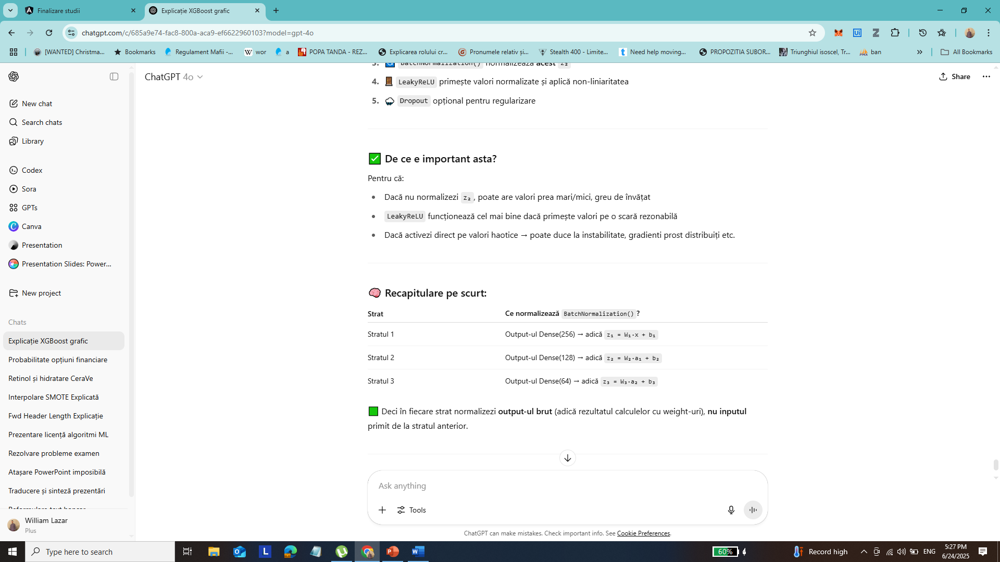 Finalizare studii
Explicație XGBoost grafic
chatgpt.com/c/685a9e74-fac8-800a-aca9-ef6622960103?model=gpt-4o
[WANTED] Christma...
Bookmarks
Regulament Mafii -...
wor
a
POPA TANDA - REZ...
Explicarea rolului cr...
Pronumele relativ și...
Stealth 400 - Limite...
Need help moving...
PROPOZITIA SUBOR...
Triunghiul isoscel, Tr...
ban
All Bookmarks
ChatGPT 4o
Share
New chat
Search chats
Library
Codex
Sora
GPTs
Canva
Presentation
Presentation Slides: Power...
New project
Chats
Explicație XGBoost grafic
Probabilitate opțiuni financiare
Retinol și hidratare CeraVe
Interpolare SMOTE Explicată
Fwd Header Length Explicație
Prezentare licență algoritmi ML
Rezolvare probleme examen
Atașare PowerPoint imposibilă
Traducere și sinteză prezentări
William Lazar
Plus
3. BatchNormalization() normalizează acest z₂
4. LeakyReLU primește valori normalizate și aplică non-liniaritatea
5. Dropout opțional pentru regularizare
De ce e important asta?
Pentru că:
Dacă nu normalizezi z₂, poate are valori prea mari/mici, greu de învățat
LeakyReLU funcționează cel mai bine dacă primește valori pe o scară rezonabilă
Dacă activezi direct pe valori haotice → poate duce la instabilitate, gradienti prost distribuiți etc.
Recapitulare pe scurt:
Strat Ce normalizează BatchNormalization()?
Stratul 1 Output-ul Dense(256) → adică z₁ = W₁·x + b₁
Stratul 2 Output-ul Dense(128) → adică z₂ = W₂·a₁ + b₂
Stratul 3 Output-ul Dense(64) → adică z₃ = W₃·a₂ + b₃
Deci în fiecare strat normalizezi output-ul brut (adică rezultatul calculelor cu weight-uri), nu inputul
primit de la stratul anterior.
Ask anything
Tools
ChatGPT can make mistakes. Check important info. See Cookie Preferences.
Type here to search
60%
Record high
ENG
5:27 PM
6/24/2025